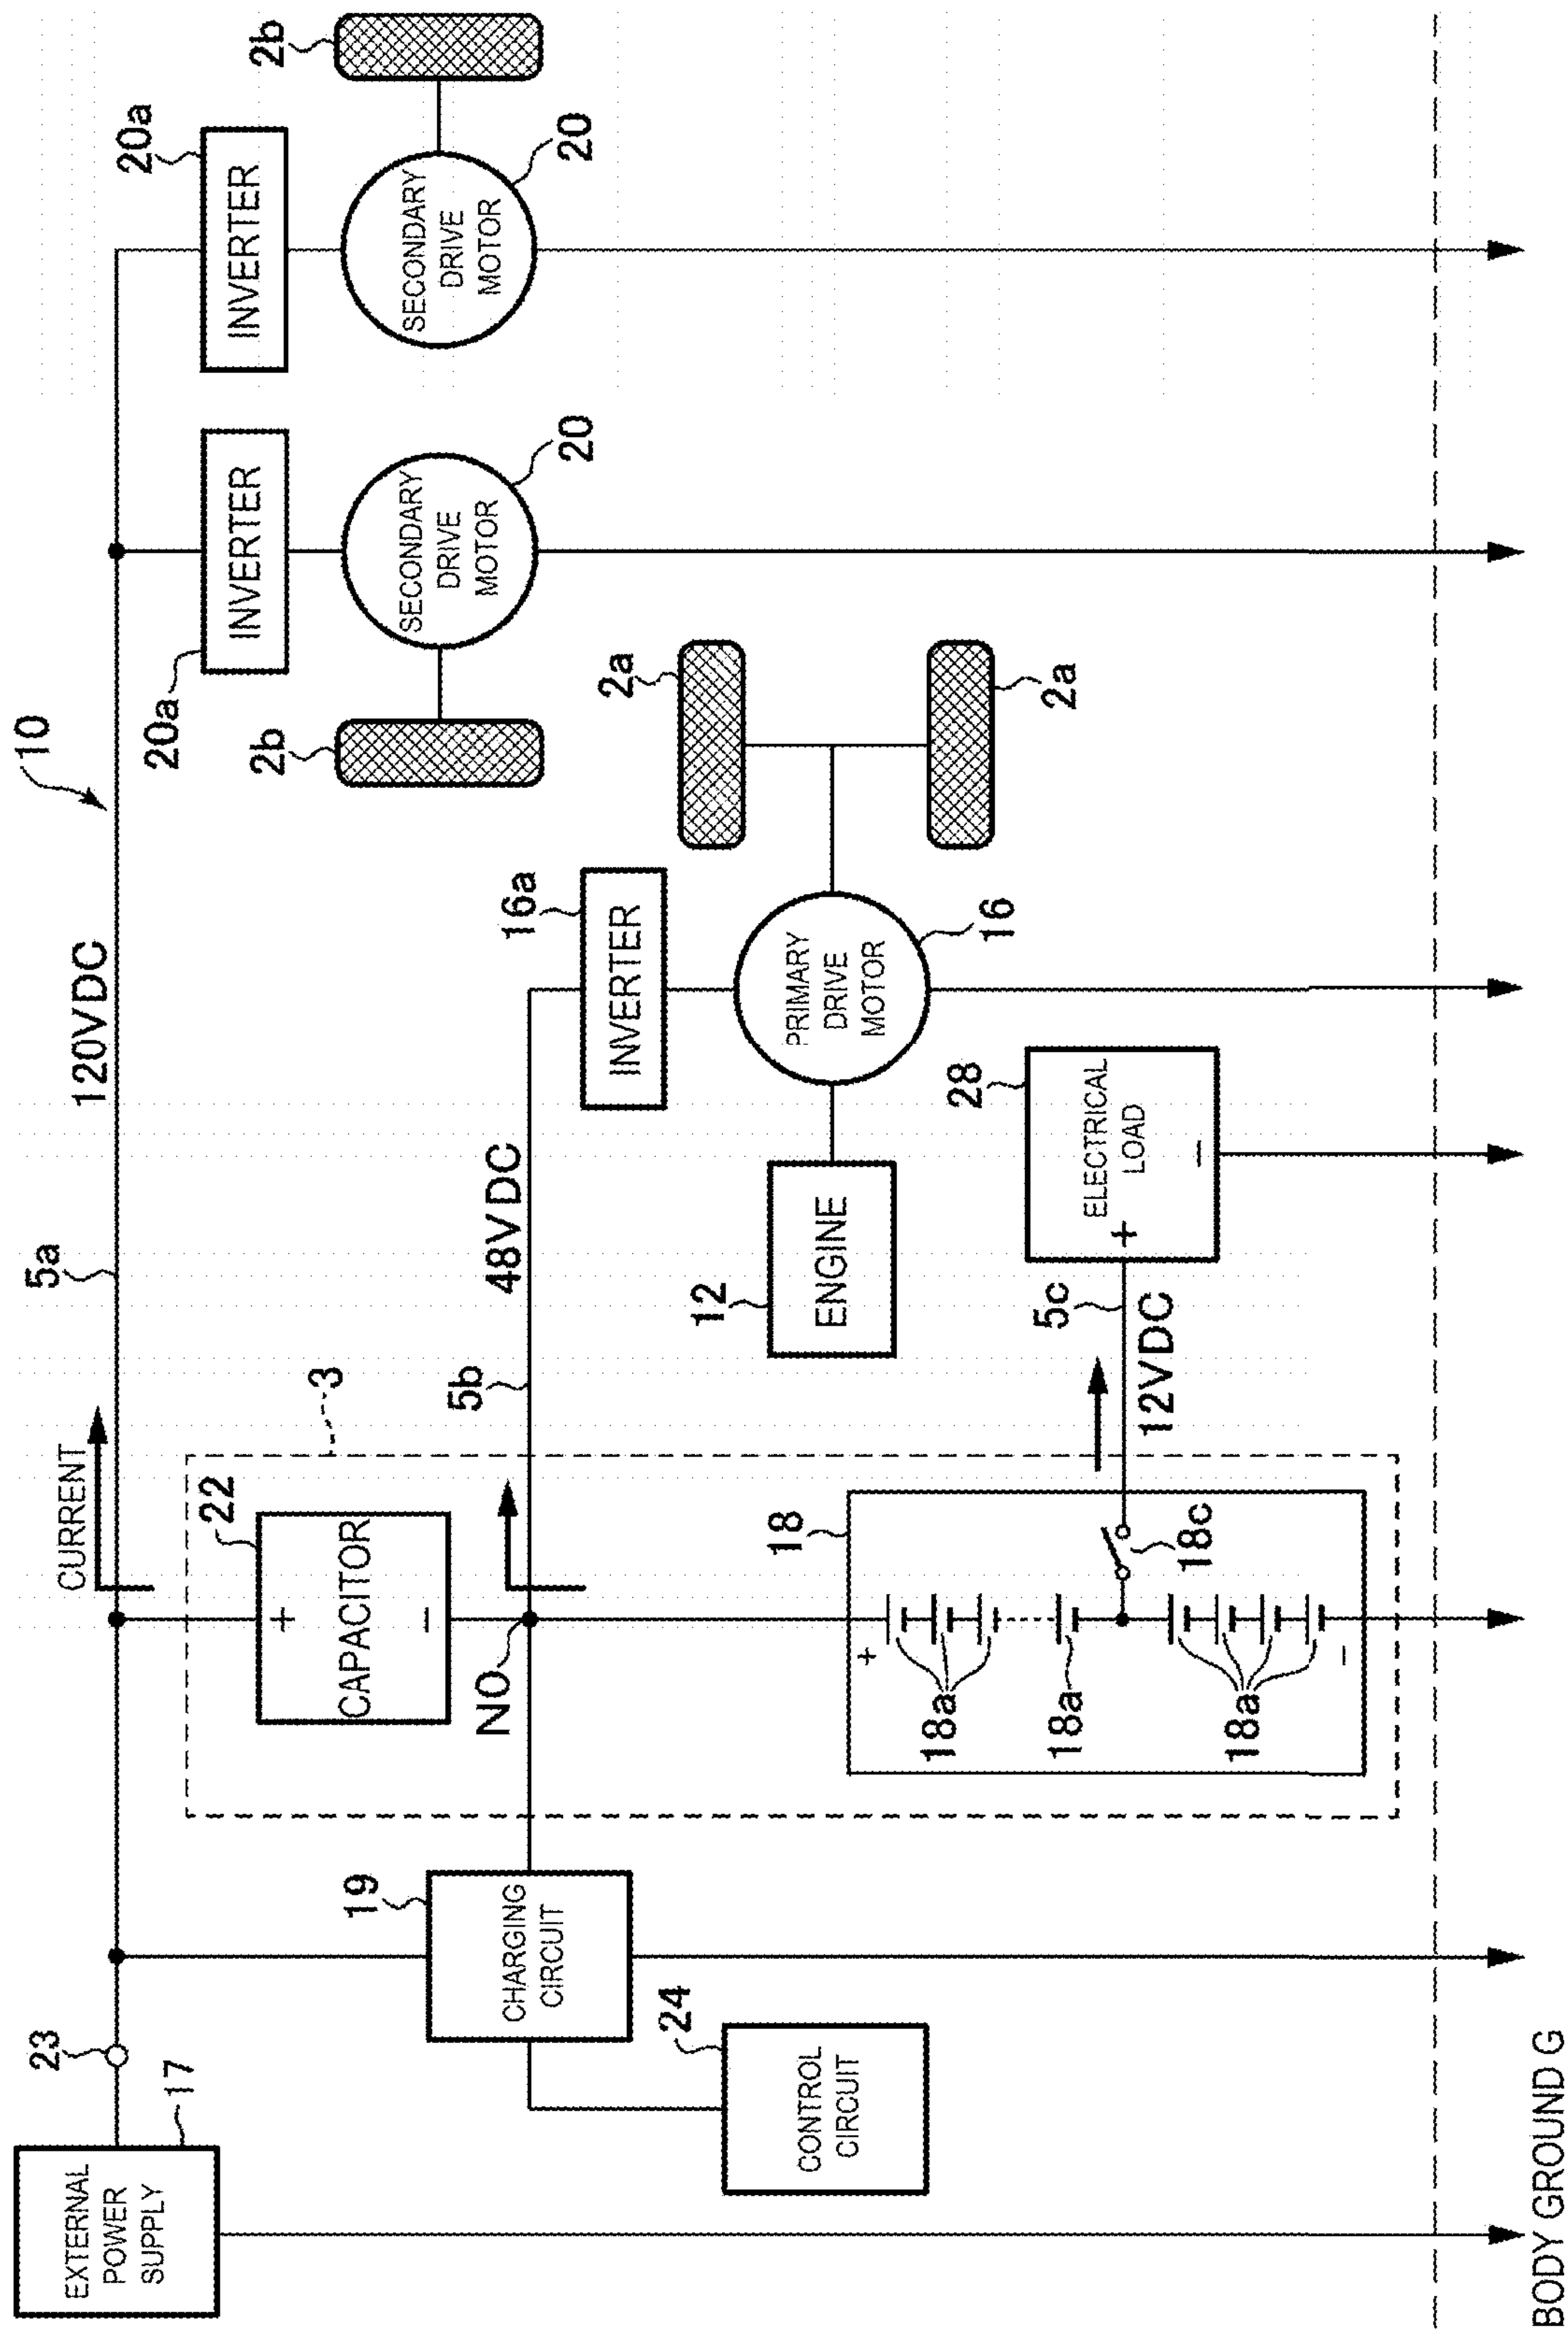 10
EXTERNAL
POWER
SUPPLY
17
23
CURRENT
5a
120VDC
20a
INVERTER
20a
INVERTER
22
+
CAPACITOR
−
3
2b
SECONDARY
DRIVE
MOTOR
20
SECONDARY
DRIVE
MOTOR
20
2b
19
CHARGING
CIRCUIT
NO
5b
48VDC
16a
INVERTER
2a
24
CONTROL
CIRCUIT
18
+
18a
18a
18a
−
18c
12
ENGINE
PRIMARY
DRIVE
MOTOR
16
2a
5c
12VDC
28
ELECTRICAL
LOAD
+
−
BODY GROUND G